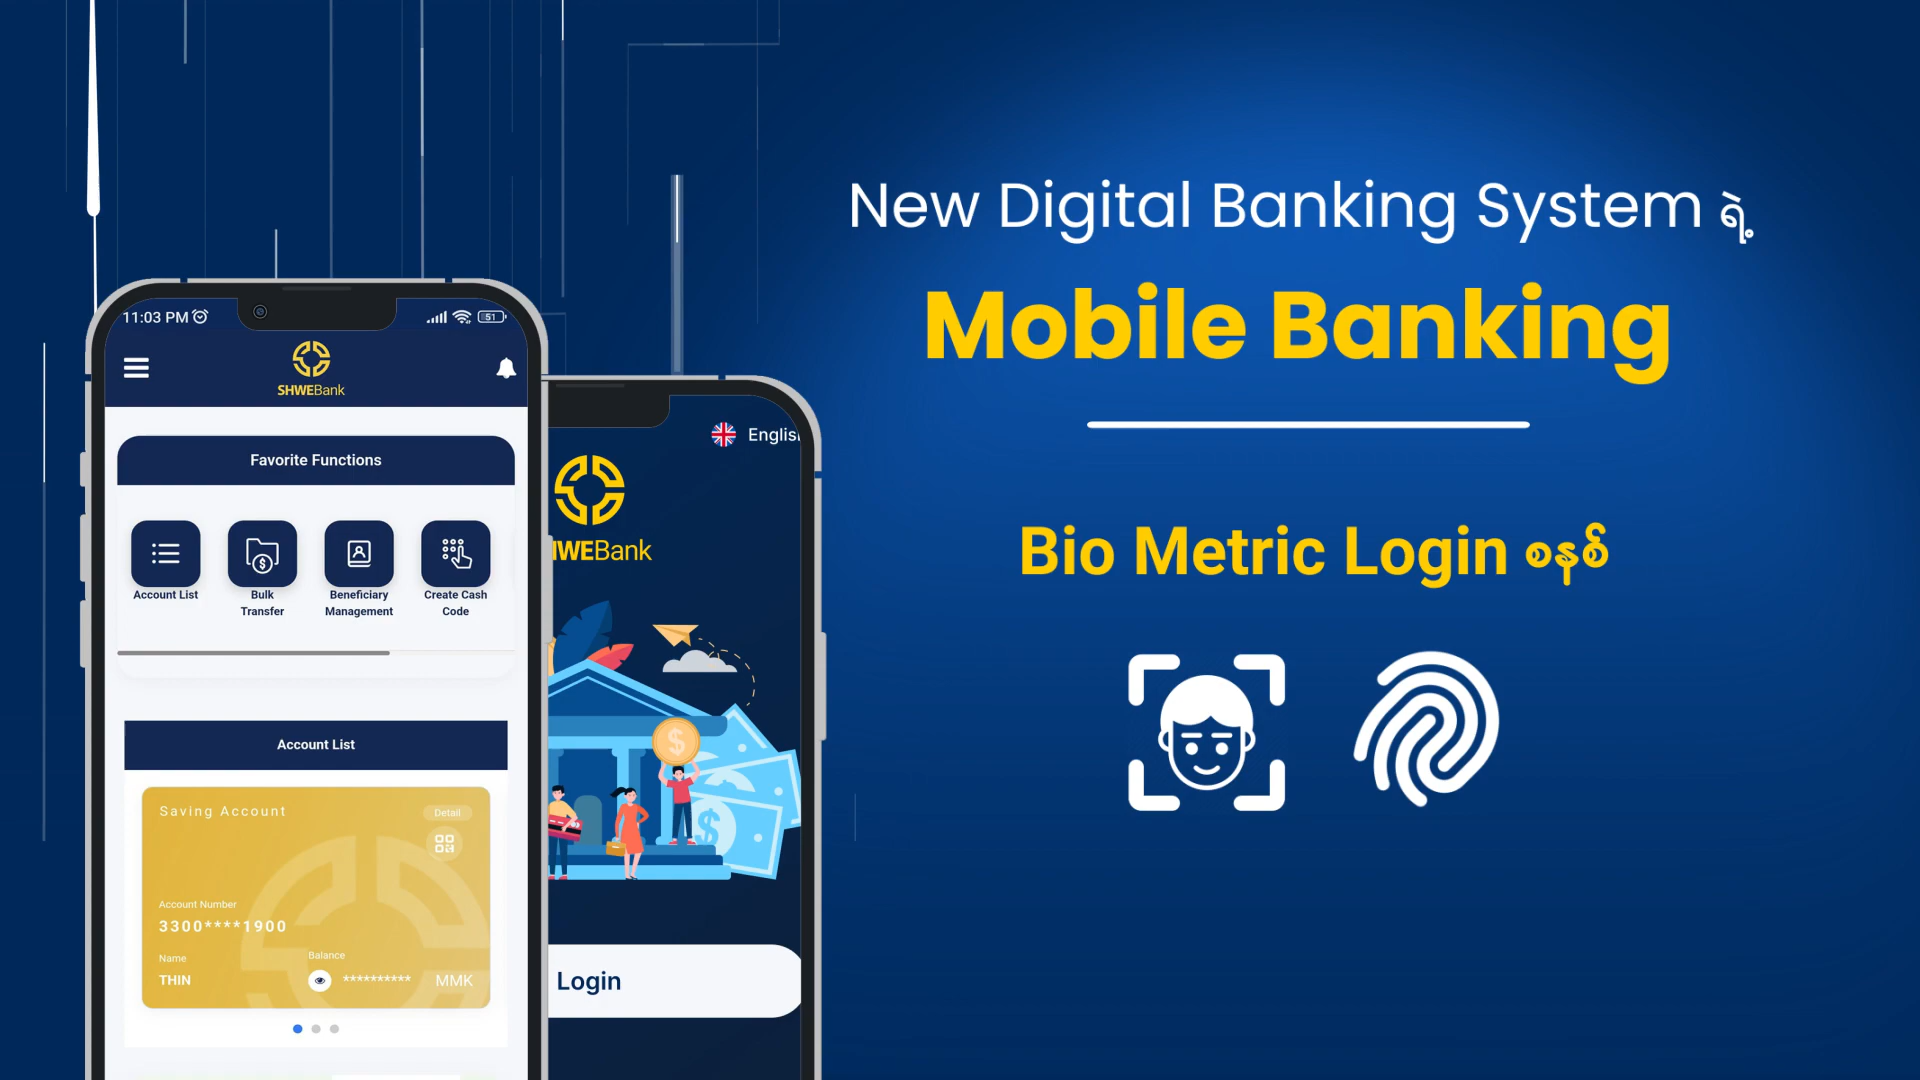 New Digital Banking System ရဲ့
Mobile Banking
Bio Metric Login စနစ်
11:03 PM
51
SHWEBank
Favorite Functions
Account List
Bulk
Transfer
Beneficiary
Management
Create Cash
Code
Account List
Saving Account
Detail
Account Number
3300****1900
Name
Balance
THIN
********** MMK
Englis
WEBank
Login